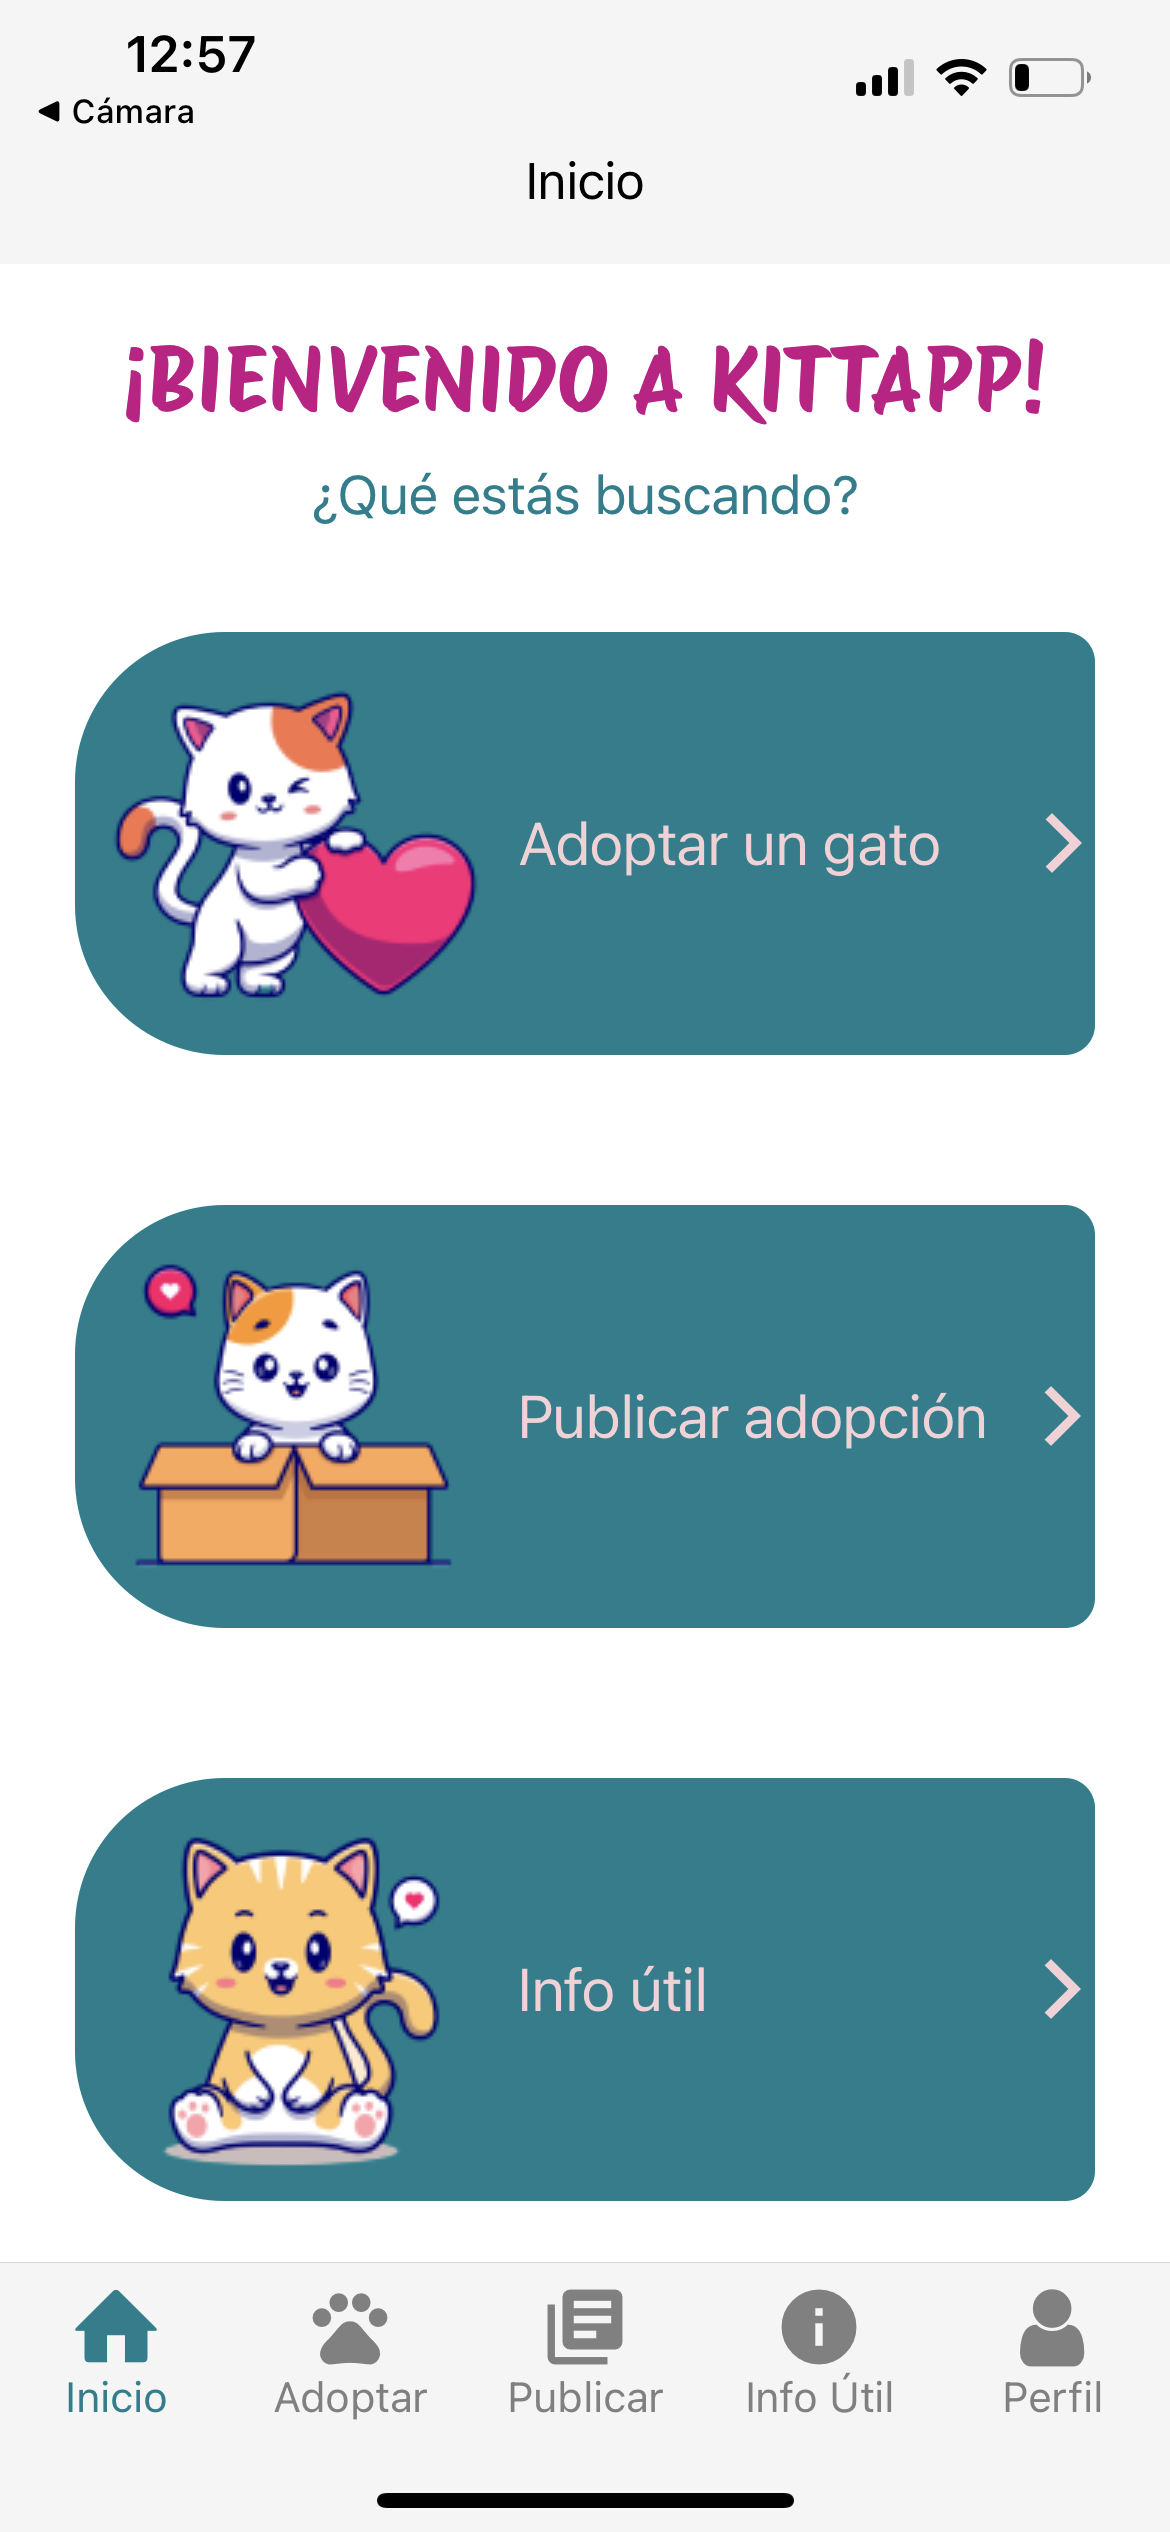 12:57
Cámara
Inicio
¡BIENVENIDO A KITTAPP!
¿Qué estás buscando?
Adoptar un gato
Publicar adopción
Info útil
Inicio
Adoptar
Publicar
Info Útil
Perfil